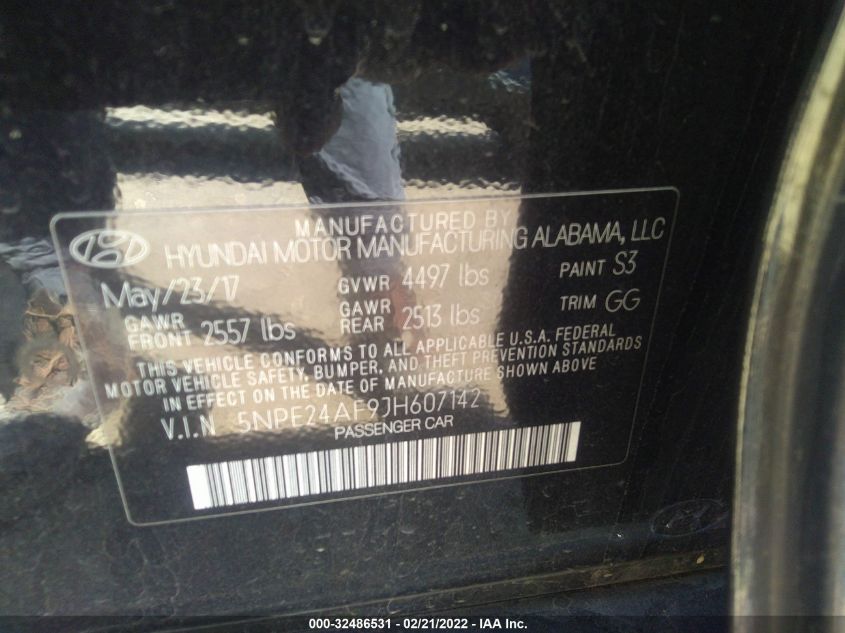 MANUFACTURED BY
HYUNDAI MOTOR MANUFACTURING ALABAMA, LLC
May/23/17 GVWR 4497 lbs PAINT S3
GAWR FRONT 2557 lbs GAWR REAR 2513 lbs TRIM GG
THIS VEHICLE CONFORMS TO ALL APPLICABLE U.S.A. FEDERAL
MOTOR VEHICLE SAFETY, BUMPER, AND THEFT PREVENTION STANDARDS
IN EFFECT ON THE DATE OF MANUFACTURE SHOWN ABOVE
V.I.N 5NPE24AF9JH607142
PASSENGER CAR
000-32486531 - 02/21/2022 - IAA Inc.